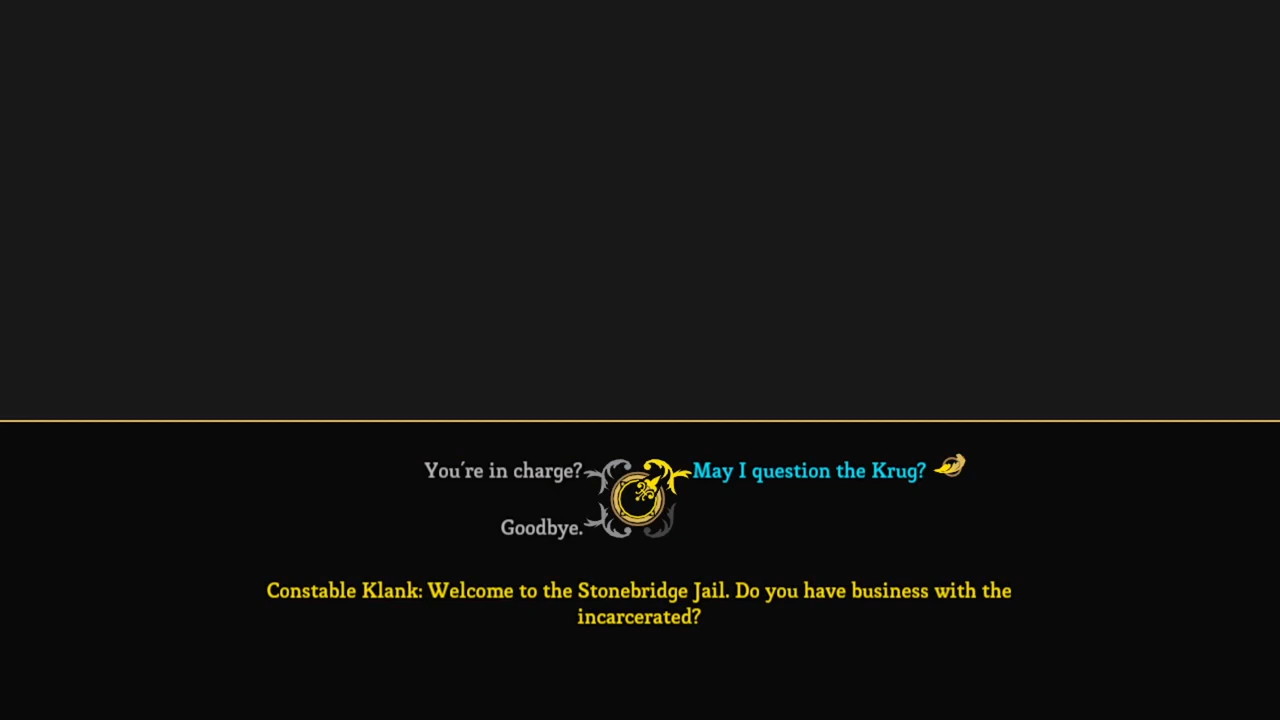 You´re in charge?
May I question the Krug?
Goodbye.
Constable Klank: Welcome to the Stonebridge Jail. Do you have business with the
incarcerated?